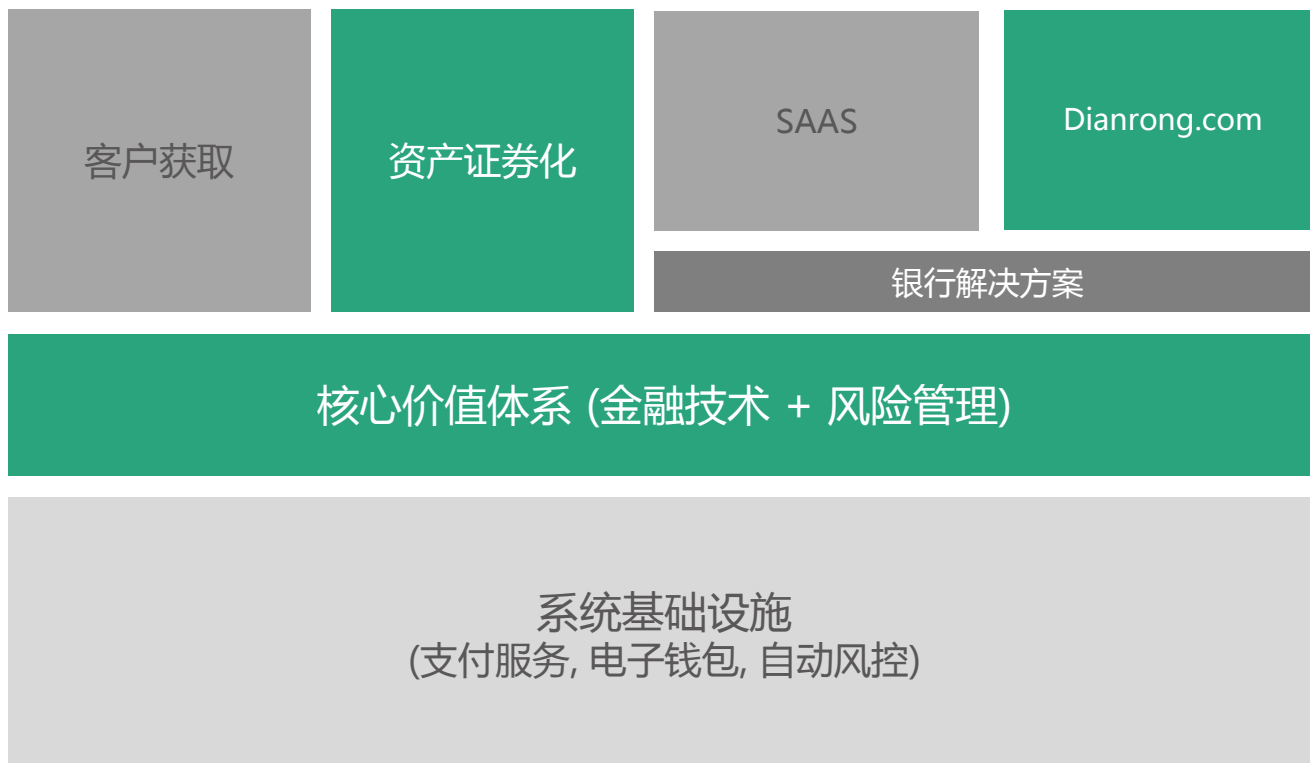 客户获取
资产证券化
SAAS
Dianrong.com
银行解决方案
核心价值体系 (金融技术 + 风险管理)
系统基础设施
(支付服务, 电子钱包, 自动风控)